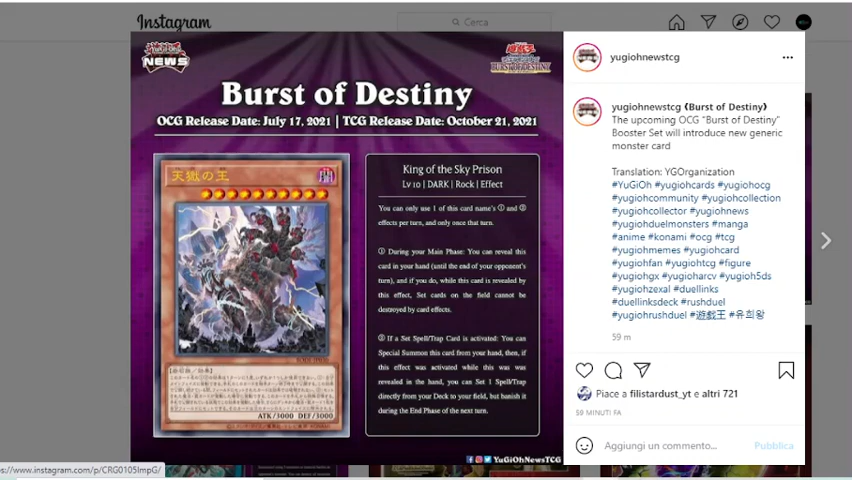 Instagram
Cerca
Yu-Gi-Oh!
NEWS
遊戯王
BURST OF DESTINY
Burst of Destiny
OCG Release Date: July 17, 2021 | TCG Release Date: October 21, 2021
天獄の王
闇
BODE-JP036
ATK/3000 DEF/3000
King of the Sky Prison
Lv 10 | DARK | Rock | Effect
You can only use 1 of this card name's ① and ②
effects per turn, and only once that turn.
① During your Main Phase: You can reveal this
card in your hand (until the end of your opponent's
turn), and if you do, while this card is revealed by
this effect, Set cards on the field cannot be
destroyed by card effects.
② If a Set Spell/Trap Card is activated: You can
Special Summon this card from your hand, then, if
this effect was activated while this was
revealed in the hand, you can Set 1 Spell/Trap
directly from your Deck to your field, but banish it
during the End Phase of the next turn.
YuGiOhNewsTCG
yugiohnewstcg
yugiohnewstcg 《Burst of Destiny》
The upcoming OCG "Burst of Destiny"
Booster Set will introduce new generic
monster card
Translation: YGOrganization
#YuGiOh #yugiohcards #yugiohocg
#yugiohcommunity #yugiohcollection
#yugiohcollector #yugiohnews
#yugiohduelmonsters #manga
#anime #konami #ocg #tcg
#yugiohmemes #yugiohcard
#yugiohfan #yugiohtcg #figure
#yugiohgx #yugioharcv #yugioh5ds
#yugiohzexal #duellinks
#duellinksdeck #rushduel
#yugiohrushduel #遊戯王 #유희왕
59 m
Piace a filistardust_yt e altri 721
59 MINUTI FA
Aggiungi un commento...
Pubblica
s://www.instagram.com/p/CRG0105ImpG/